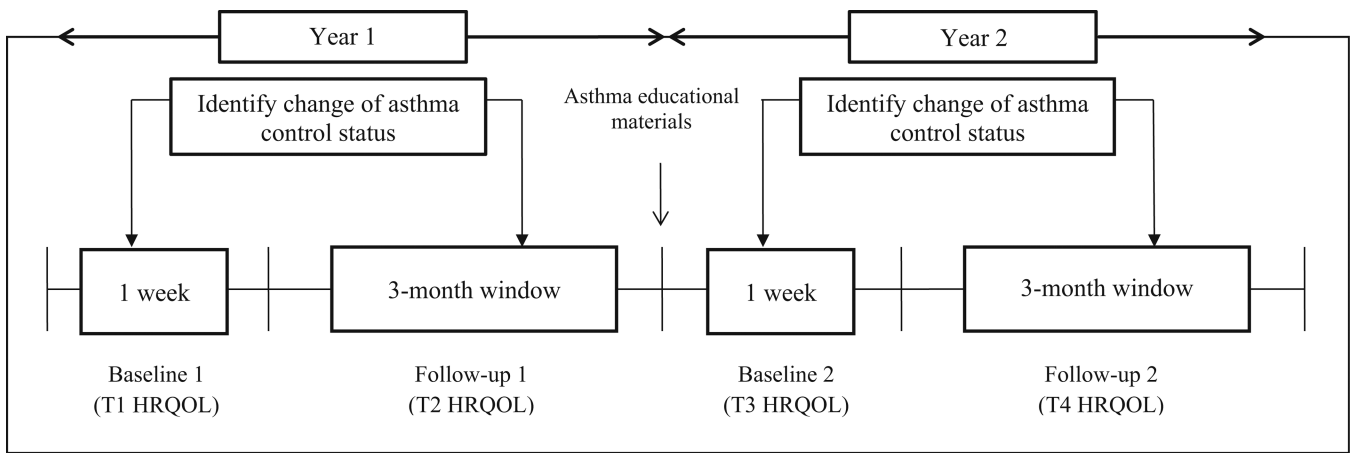 Year 1
Year 2
Identify change of asthma
control status
Asthma educational
materials
Identify change of asthma
control status
1 week
3-month window
1 week
3-month window
Baseline 1
(T1 HRQOL)
Follow-up 1
(T2 HRQOL)
Baseline 2
(T3 HRQOL)
Follow-up 2
(T4 HRQOL)